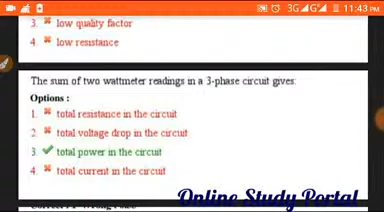 3G 4G 11:43 PM
3. low quality factor
4. low resistance
The sum of two wattmeter readings in a 3-phase circuit gives:
Options :
1. total resistance in the circuit
2. total voltage drop in the circuit
3. total power in the circuit
4. total current in the circuit
Online Study Portal